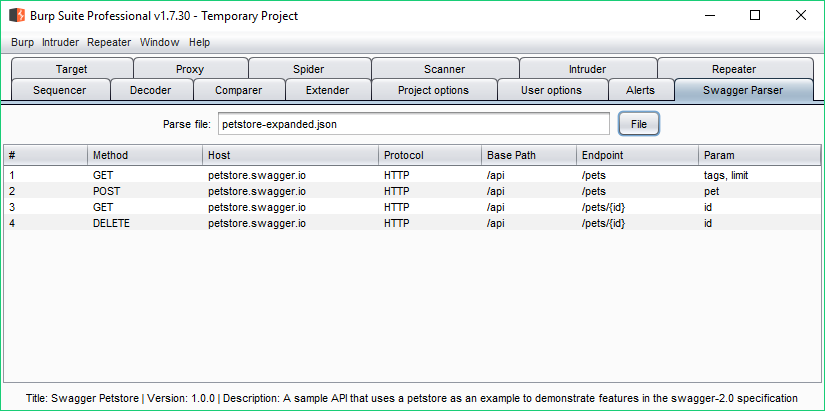 Burp Suite Professional v1.7.30 - Temporary Project
Burp Intruder Repeater Window Help
Target Proxy Spider Scanner Intruder Repeater
Sequencer Decoder Comparer Extender Project options User options Alerts Swagger Parser
Parse file: petstore-expanded.json File
# Method Host Protocol Base Path Endpoint Param
1 GET petstore.swagger.io HTTP /api /pets tags, limit
2 POST petstore.swagger.io HTTP /api /pets pet
3 GET petstore.swagger.io HTTP /api /pets/{id} id
4 DELETE petstore.swagger.io HTTP /api /pets/{id} id
Title: Swagger Petstore | Version: 1.0.0 | Description: A sample API that uses a petstore as an example to demonstrate features in the swagger-2.0 specification